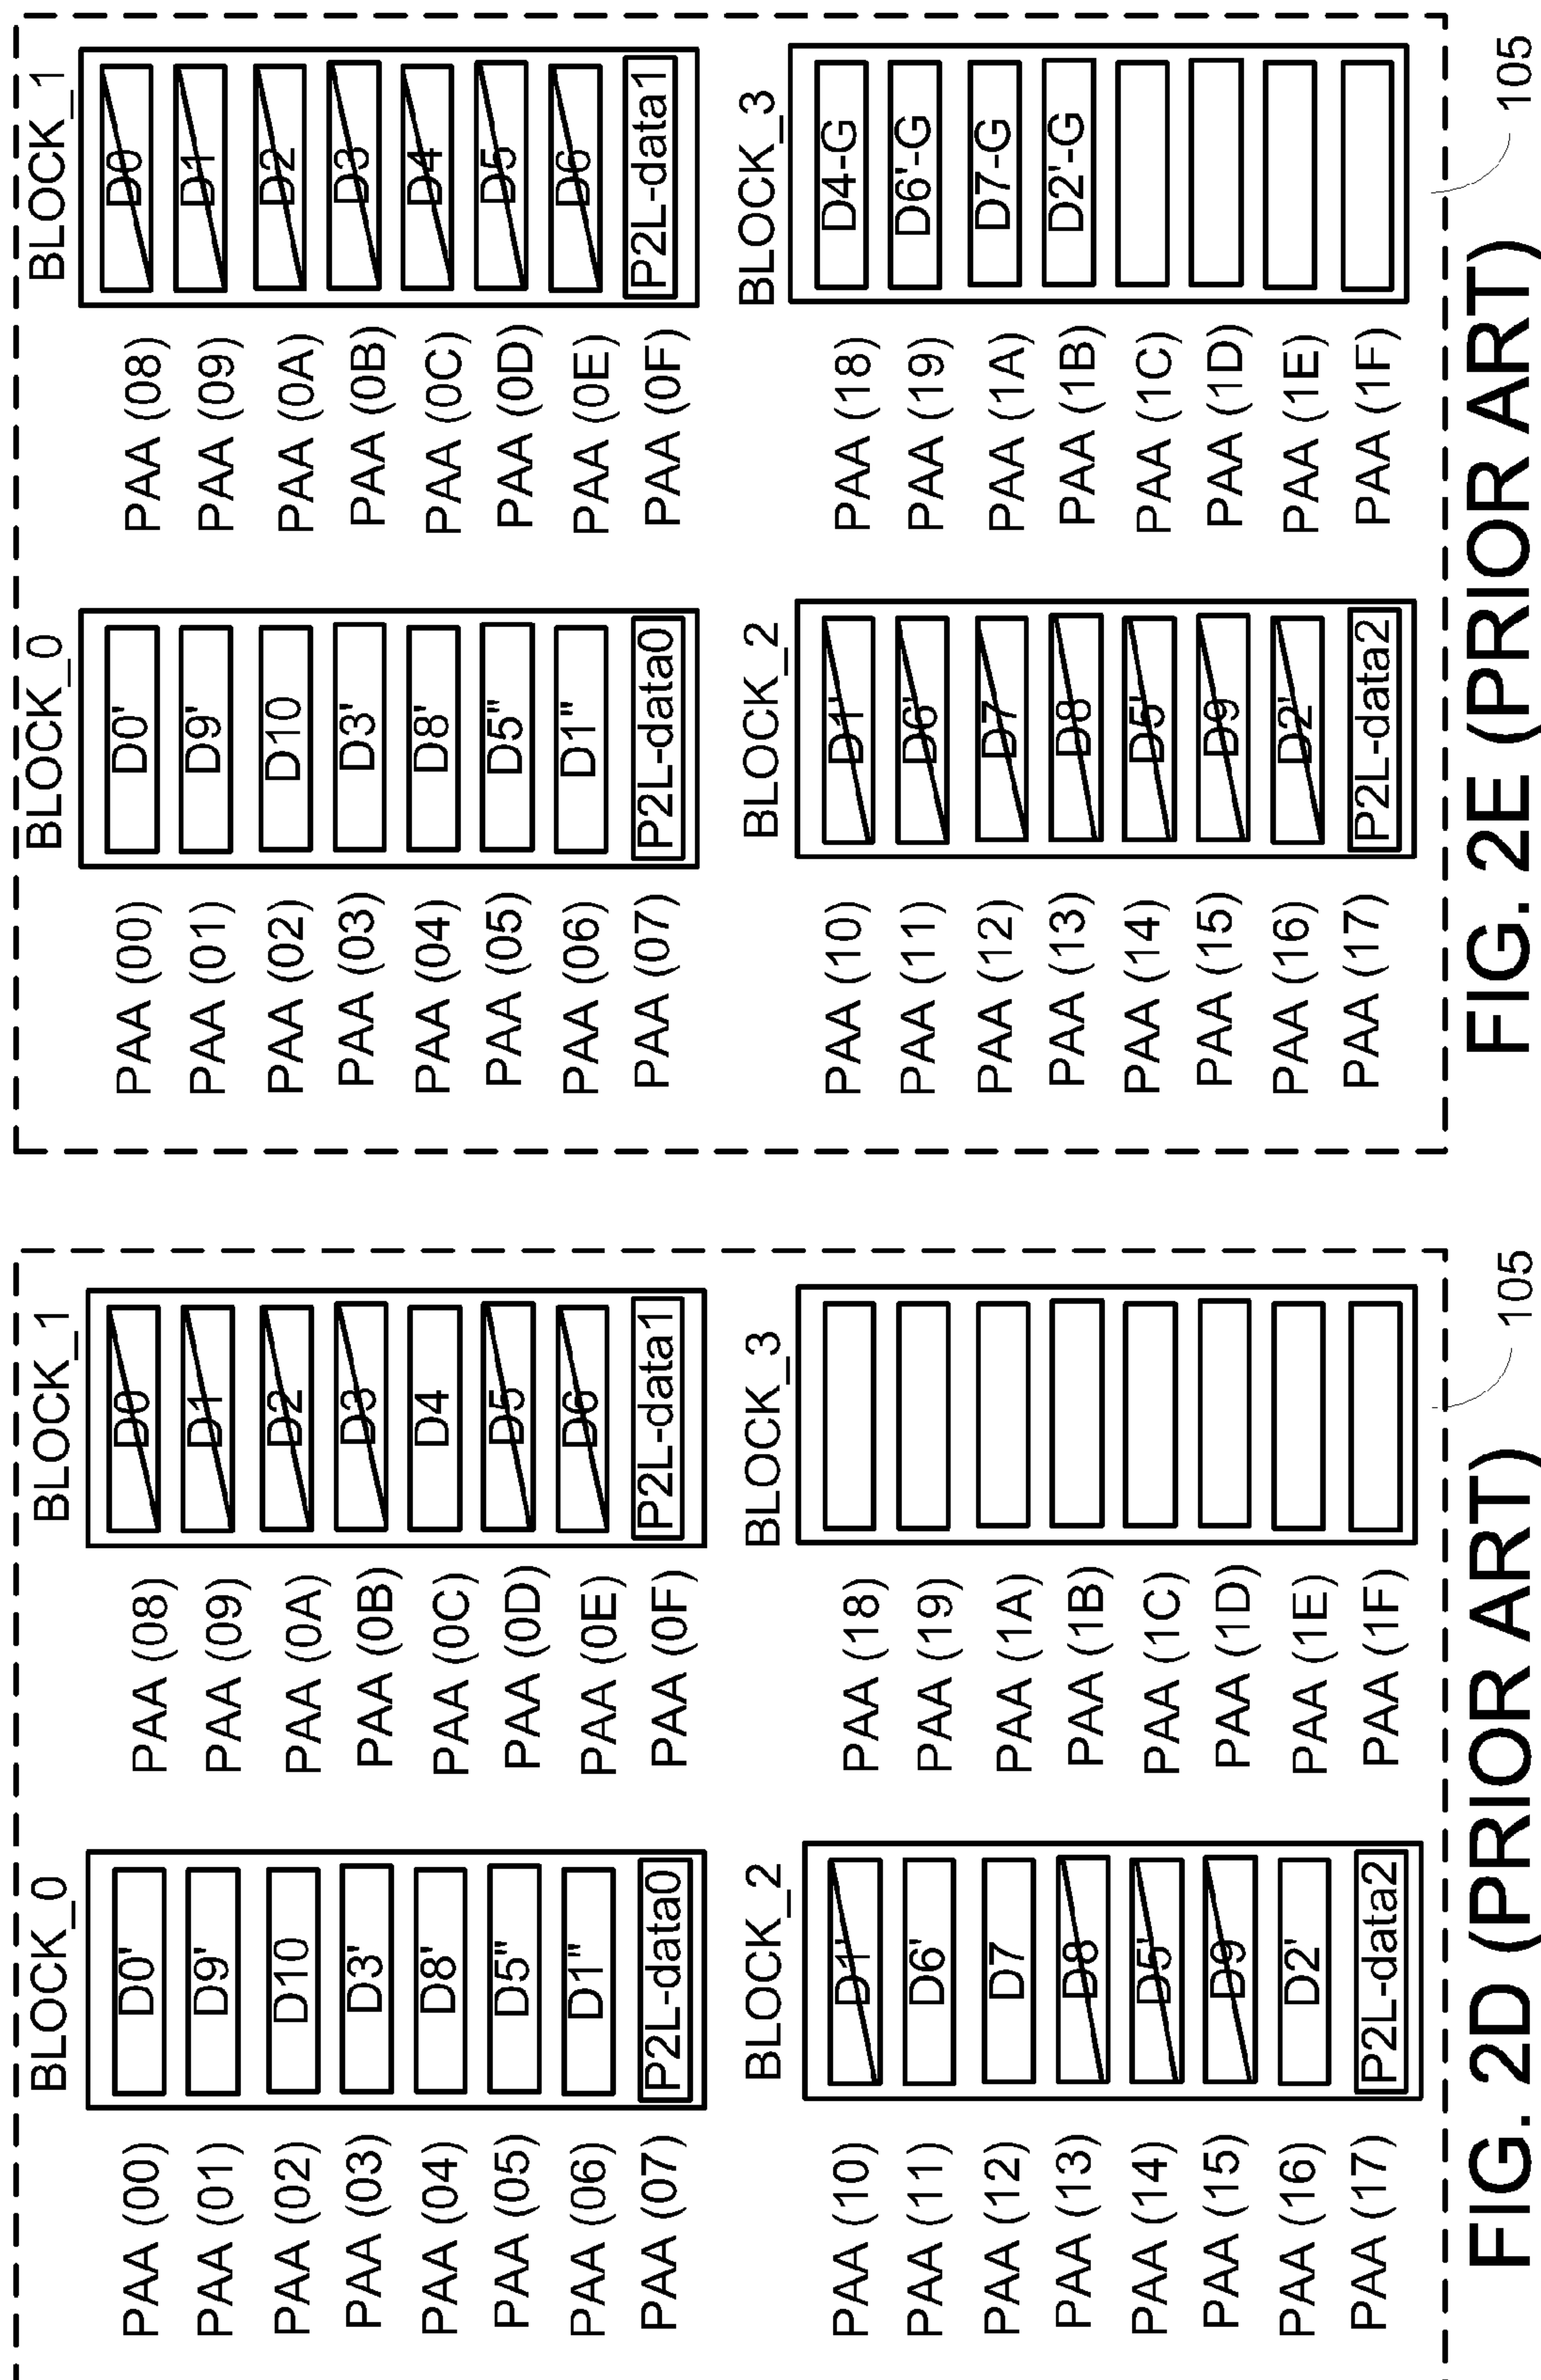 BLOCK_0
PAA (00) D0'
PAA (01) D9'
PAA (02) D10
PAA (03) D3'
PAA (04) D8'
PAA (05) D5"
PAA (06) D1"
PAA (07) P2L-data0
BLOCK_1
PAA (08) D0
PAA (09) D1
PAA (0A) D2
PAA (0B) D3
PAA (0C) D4
PAA (0D) D5
PAA (0E) D6
PAA (0F) P2L-data1
BLOCK_2
PAA (10) D1'
PAA (11) D6'
PAA (12) D7
PAA (13) D8
PAA (14) D5'
PAA (15) D9
PAA (16) D2'
PAA (17) P2L-data2
BLOCK_3
PAA (18)
PAA (19)
PAA (1A)
PAA (1B)
PAA (1C)
PAA (1D)
PAA (1E)
PAA (1F)
105
FIG. 2D (PRIOR ART)
BLOCK_0
PAA (00) D0'
PAA (01) D9'
PAA (02) D10
PAA (03) D3'
PAA (04) D8'
PAA (05) D5"
PAA (06) D1"
PAA (07) P2L-data0
BLOCK_1
PAA (08) D0
PAA (09) D1
PAA (0A) D2
PAA (0B) D3
PAA (0C) D4
PAA (0D) D5
PAA (0E) D6
PAA (0F) P2L-data1
BLOCK_2
PAA (10) D1'
PAA (11) D6'
PAA (12) D7
PAA (13) D8
PAA (14) D5'
PAA (15) D9
PAA (16) D2'
PAA (17) P2L-data2
BLOCK_3
PAA (18) D4-G
PAA (19) D6'-G
PAA (1A) D7-G
PAA (1B) D2'-G
PAA (1C)
PAA (1D)
PAA (1E)
PAA (1F)
105
FIG. 2E (PRIOR ART)